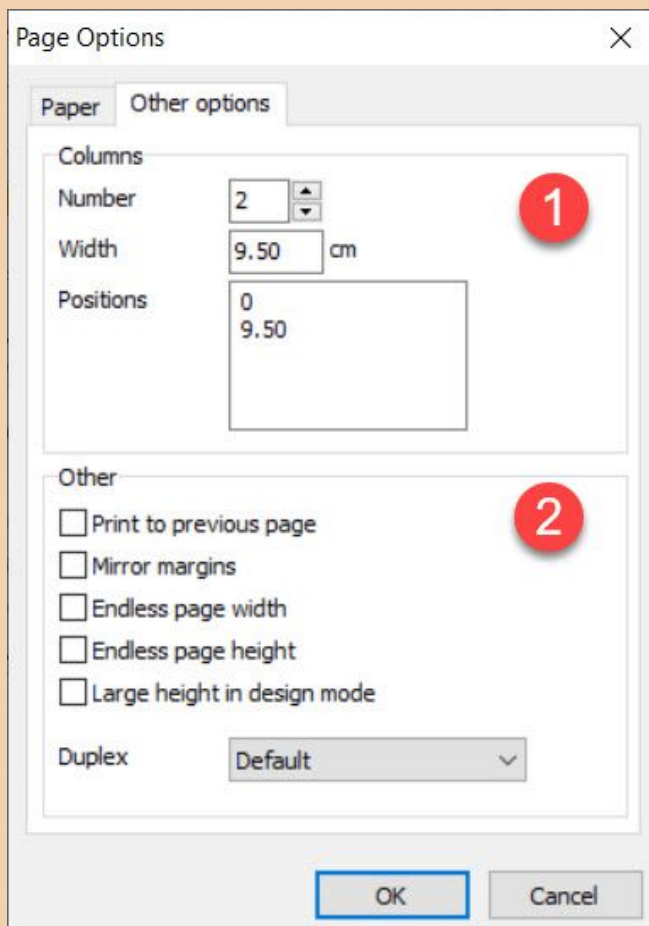 Page Options
Paper Other options
Columns
Number 2
1
Width 9.50 cm
Positions 0
9.50
Other
2
Print to previous page
Mirror margins
Endless page width
Endless page height
Large height in design mode
Duplex Default
OK Cancel